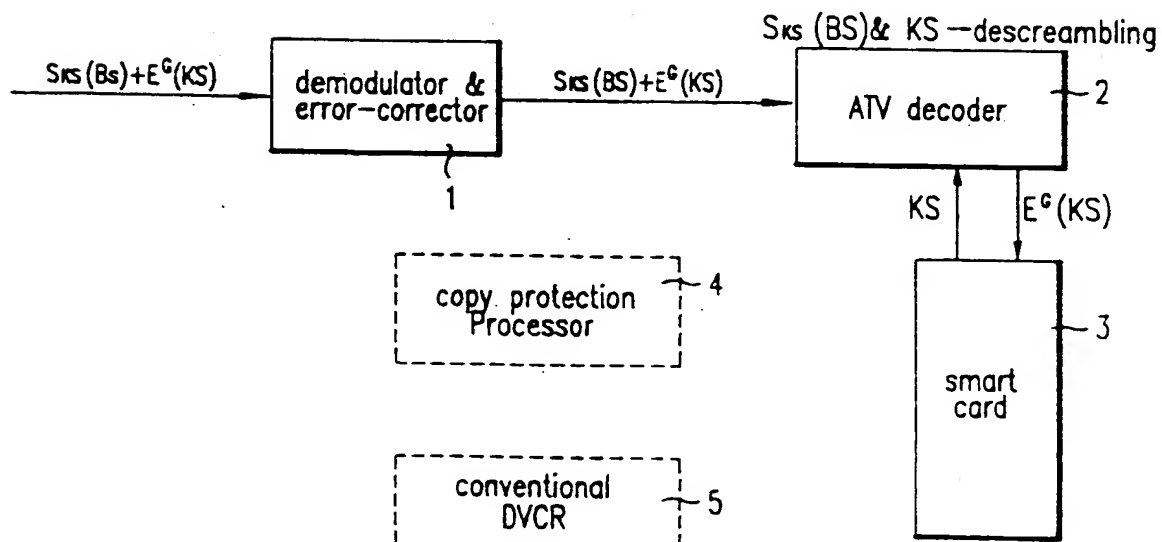 SKS (BS)& KS —descreambling
SKS(Bs)+E^G(KS)
demodulator &
error-corrector
1
SKS(BS)+E^G(KS)
ATV decoder
2
KS
E^G(KS)
copy protection
Processor
4
smart
card
3
conventional
DVCR
5